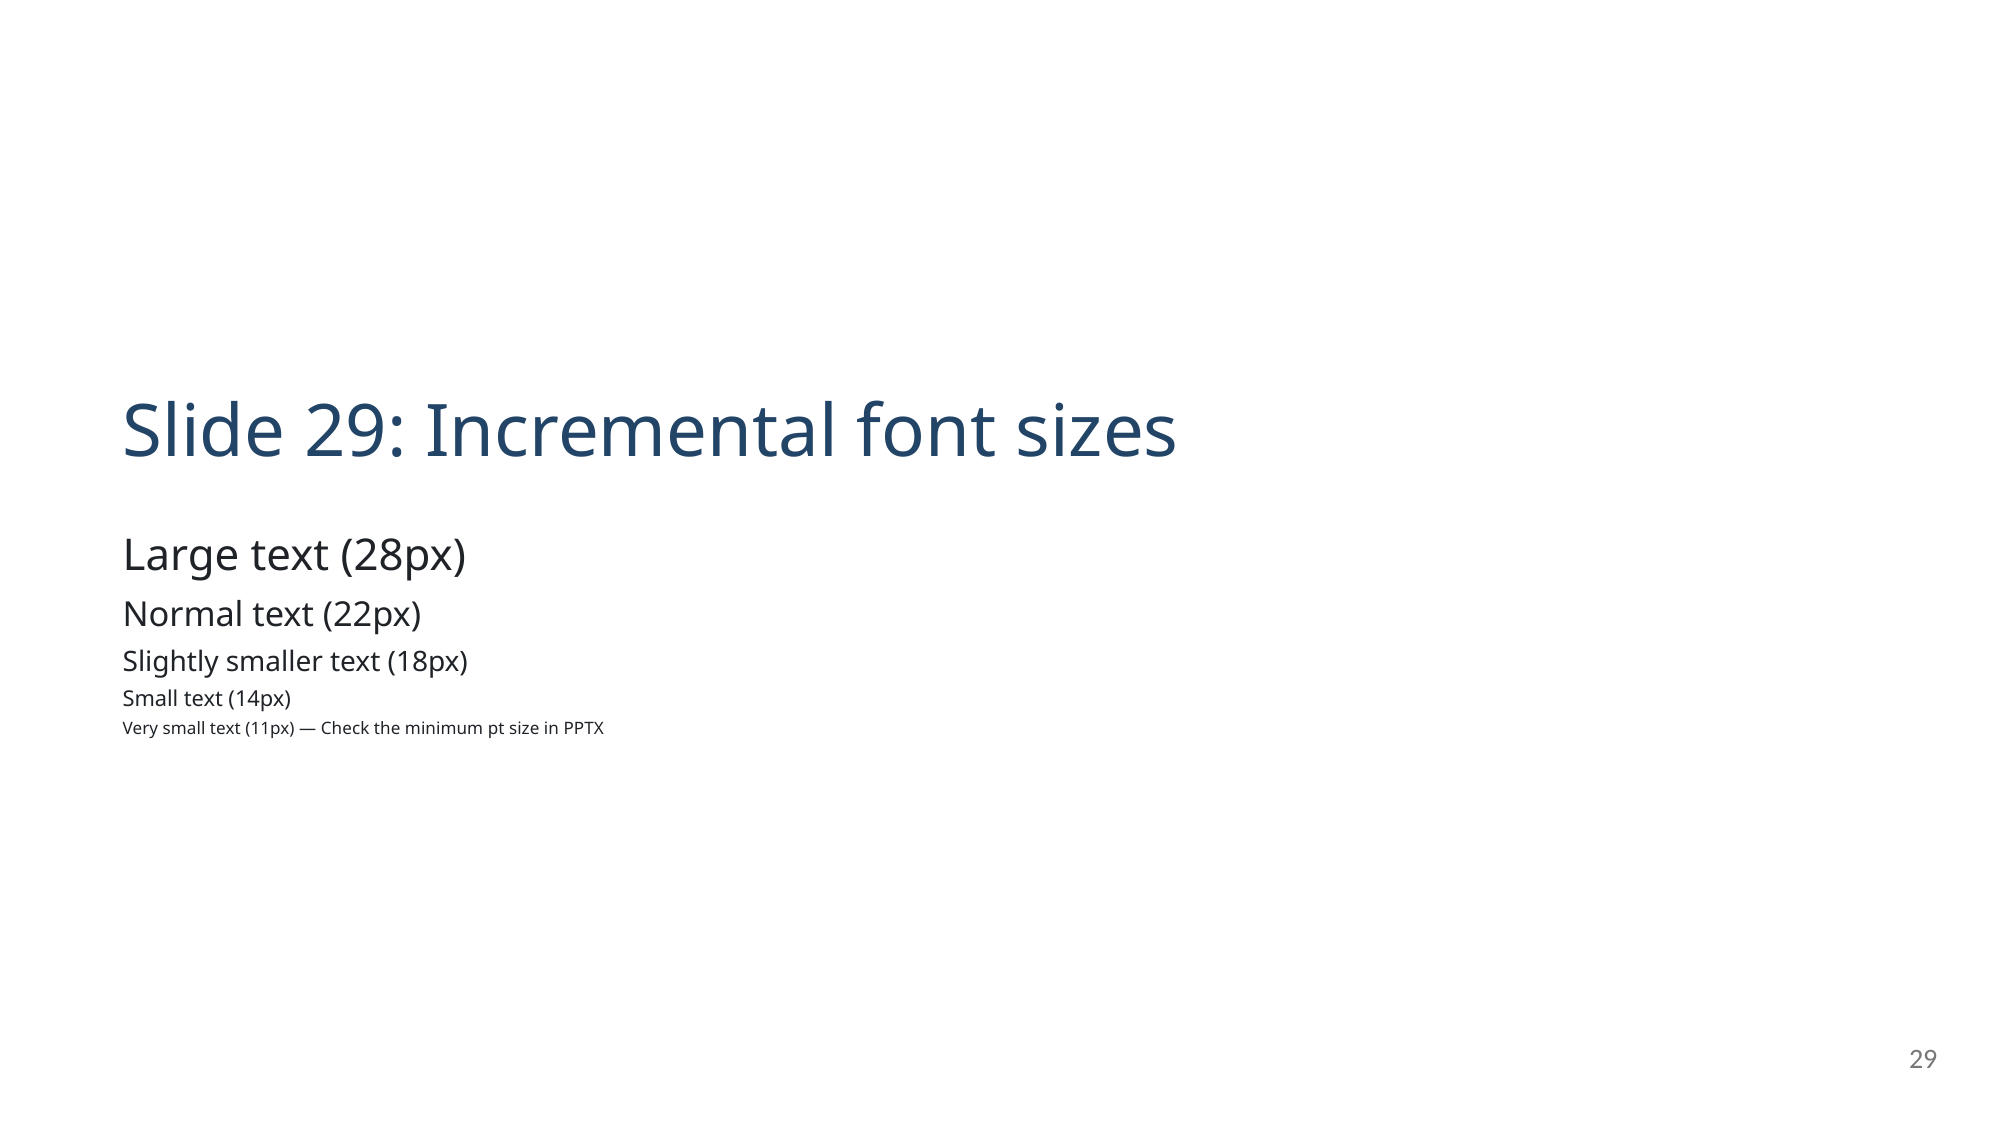 Slide 29: Incremental font sizes
Large text (28px)
Normal text (22px)
Slightly smaller text (18px)
Small text (14px)
Very small text (11px) — Check the minimum pt size in PPTX
29